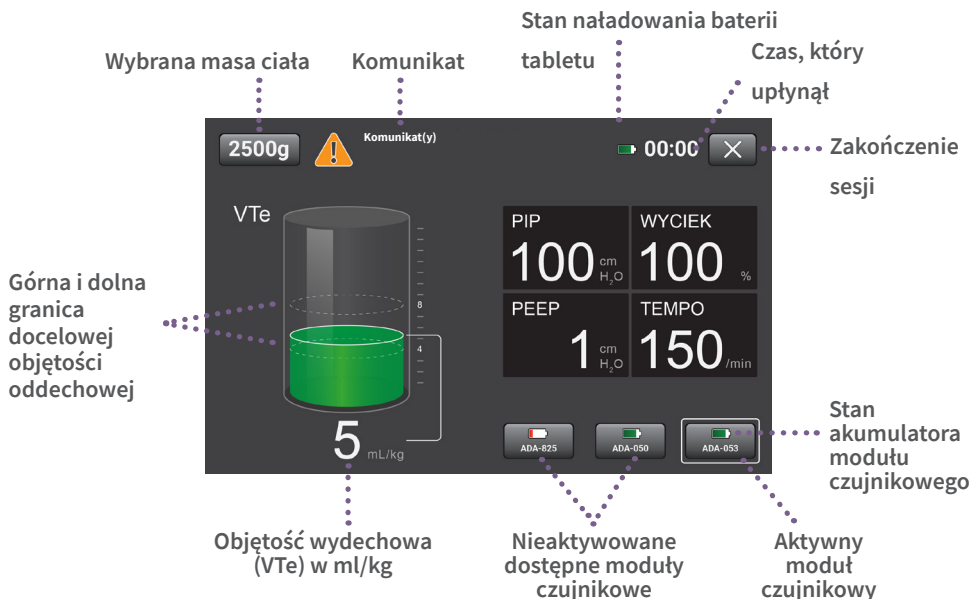 Stan naładowania baterii
tabletu
Czas, który
upłynął
Wybrana masa ciała
Komunikat
2500g
Komunikat(y)
00:00
Zakończenie
sesji
VTe
8
4
5 mL/kg
PIP
100 cm H₂O
WYCIEK
100 %
PEEP
1 cm H₂O
TEMPO
150 /min
Górna i dolna
granica
docelowej
objętości
oddechowej
ADA-825
ADA-050
ADA-053
Stan
akumulatora
modułu
czujnikowego
Objętość wydechowa
(VTe) w ml/kg
Nieaktywowane
dostępne moduły
czujnikowe
Aktywny
moduł
czujnikowy